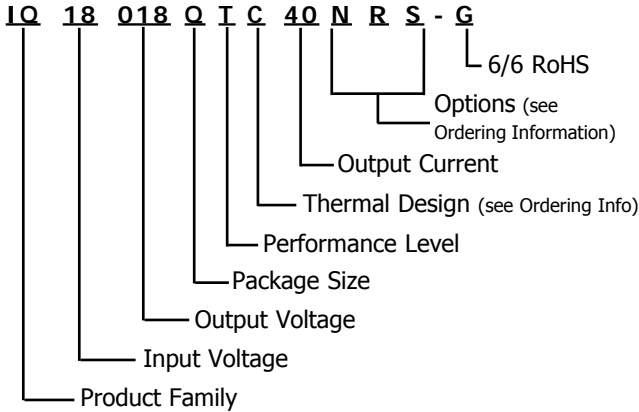 IQ 18 018 Q T C 40 N R S - G
6/6 RoHS
Options (see
Ordering Information)
Output Current
Thermal Design (see Ordering Info)
Performance Level
Package Size
Output Voltage
Input Voltage
Product Family